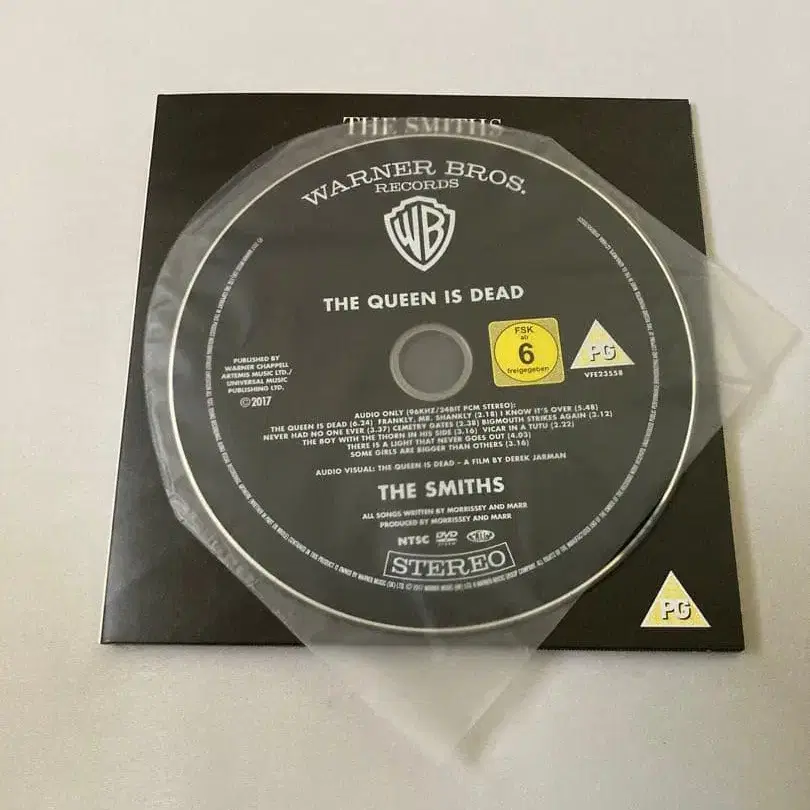 THE SMITHS
WARNER BROS.
RECORDS
WB
THE QUEEN IS DEAD
FSK
ab
6
freigegeben
PG
VFE23558
PUBLISHED BY
WARNER CHAPPELL
ARTEMIS MUSIC LTD./
UNIVERSAL MUSIC
PUBLISHING LTD.
©2017
AUDIO ONLY (96KHZ/24BIT PCM STEREO):
THE QUEEN IS DEAD (6.24) FRANKLY, MR. SHANKLY (2.18) I KNOW IT'S OVER (5.48)
NEVER HAD NO ONE EVER (3.37) CEMETRY GATES (2.38) BIGMOUTH STRIKES AGAIN (3.12)
THE BOY WITH THE THORN IN HIS SIDE (3.16) VICAR IN A TUTU (2.22)
THERE IS A LIGHT THAT NEVER GOES OUT (4.03)
SOME GIRLS ARE BIGGER THAN OTHERS (3.16)
AUDIO VISUAL: THE QUEEN IS DEAD – A FILM BY DEREK JARMAN
THE SMITHS
ALL SONGS WRITTEN BY MORRISSEY AND MARR
PRODUCED BY MORRISSEY AND MARR
NTSC DVD
STEREO
PG